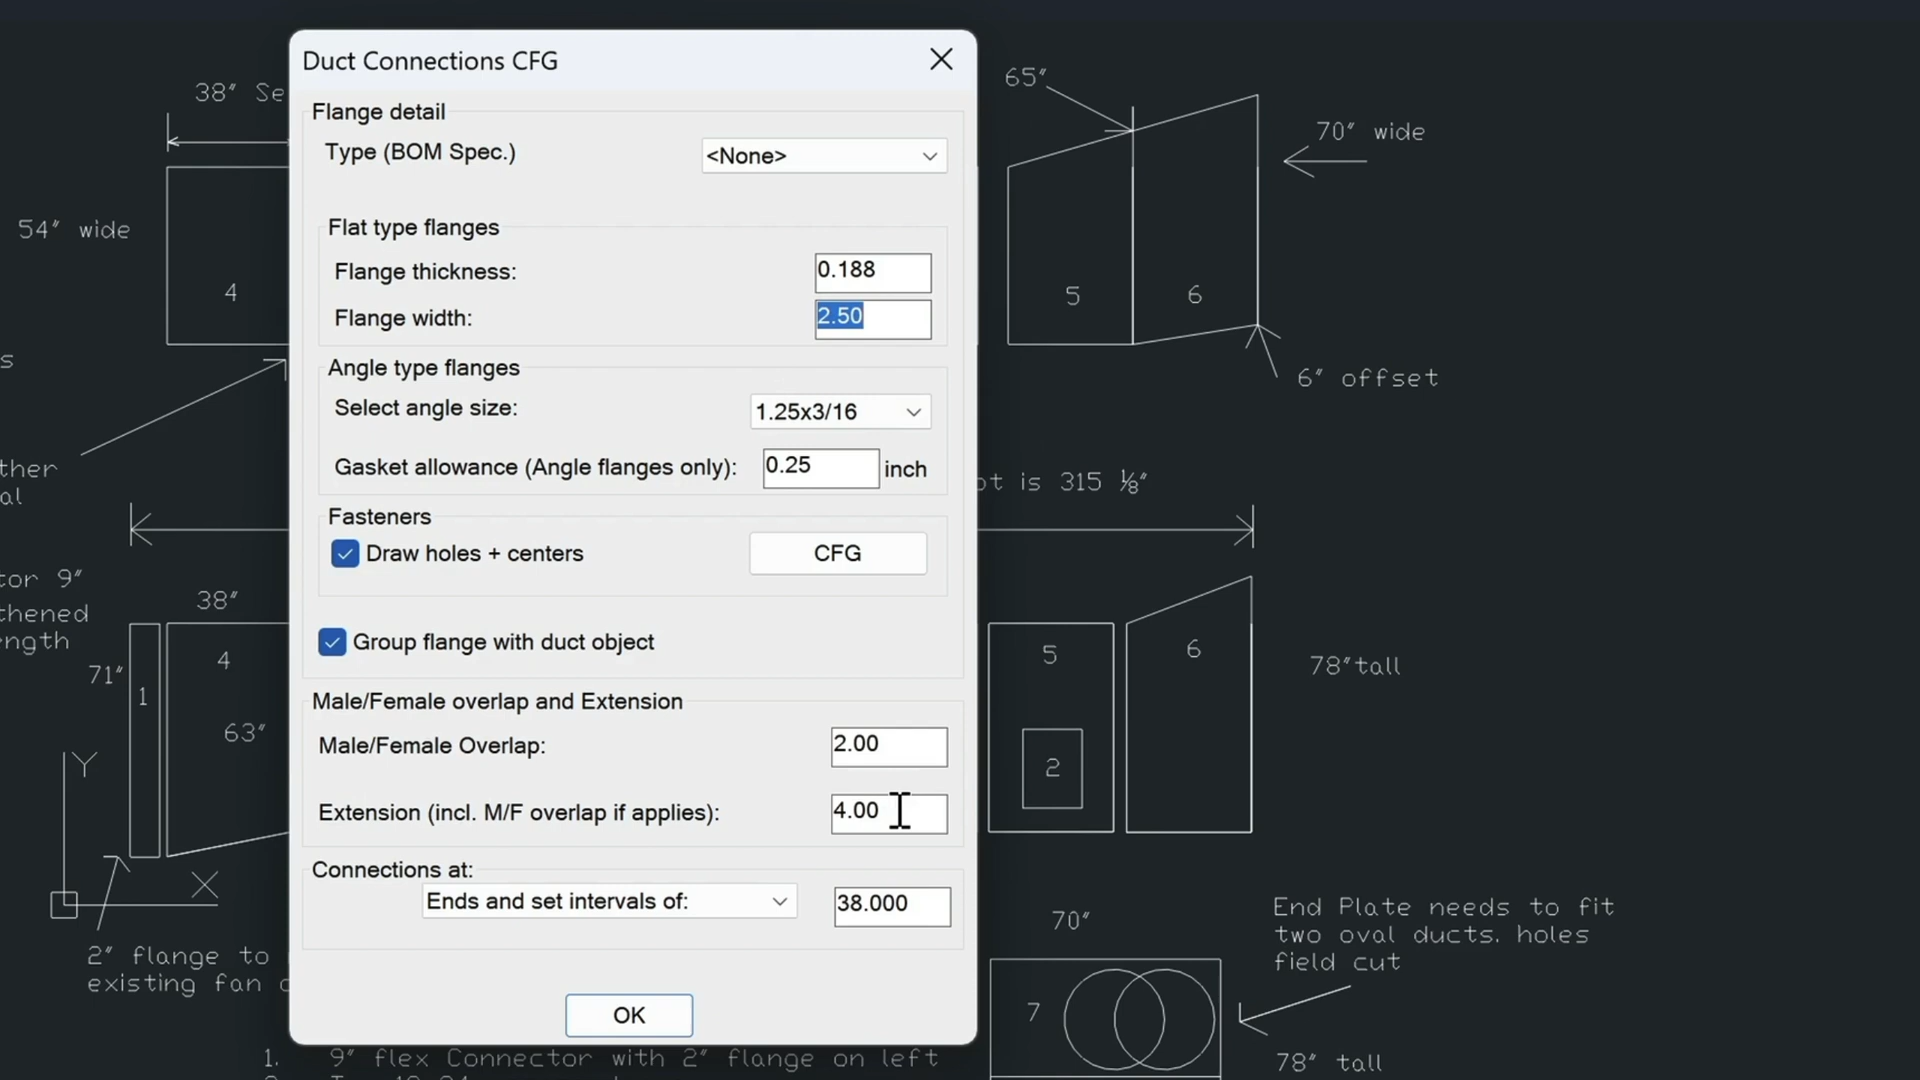 Duct Connections CFG
Flange detail
Type (BOM Spec.)
<None>
Flat type flanges
Flange thickness:
0.188
Flange width:
2.50
Angle type flanges
Select angle size:
1.25x3/16
Gasket allowance (Angle flanges only):
0.25
inch
Fasteners
Draw holes + centers
CFG
Group flange with duct object
Male/Female overlap and Extension
Male/Female Overlap:
2.00
Extension (incl. M/F overlap if applies):
4.00
Connections at:
Ends and set intervals of:
38.000
OK
38" Se
54" wide
4
s
ther
al
tor 9"
thened
ength
38"
71"
1
4
63"
Y
X
2" flange to
existing fan
1. 9" flex Connector with 2" flange on left
65"
70" wide
5
6
6" offset
ot is 315 ⅛"
5
6
2
78"tall
70"
End Plate needs to fit
two oval ducts. holes
field cut
7
78" tall